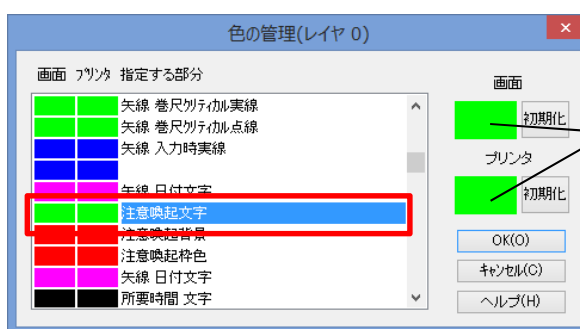 色の管理(レイヤ 0)
画面 プリンタ 指定する部分
矢線 巻尺クリティカル実線
矢線 巻尺クリティカル点線
矢線 入力時実線
矢線 日付文字
注意喚起文字
注意喚起背景
注意喚起枠色
矢線 日付文字
所要時間 文字
画面
初期化
プリンタ
初期化
OK(O)
キャンセル(C)
ヘルプ(H)